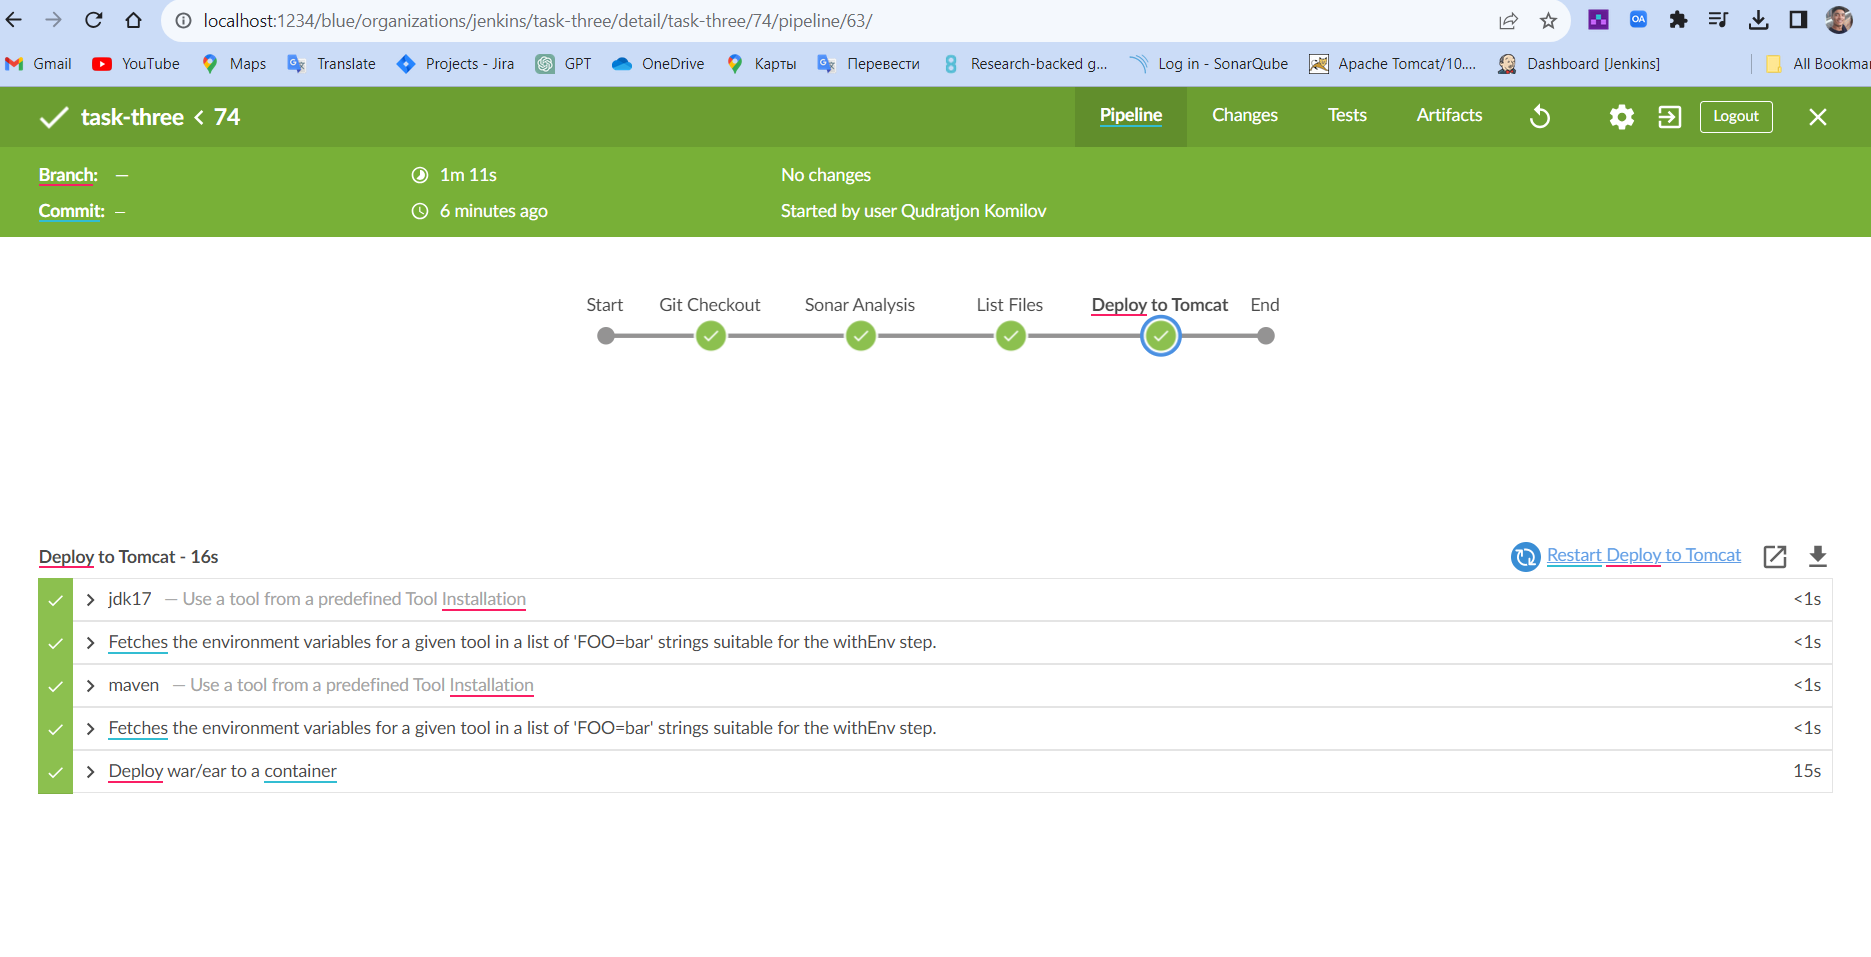 localhost:1234/blue/organizations/jenkins/task-three/detail/task-three/74/pipeline/63/
OA
Gmail YouTube Maps Translate Projects - Jira GPT OneDrive Карты Перевести Research-backed g... Log in - SonarQube Apache Tomcat/10.... Dashboard [Jenkins] All Bookmar
task-three < 74 Pipeline Changes Tests Artifacts Logout
Branch: — 1m 11s No changes
Commit: — 6 minutes ago Started by user Qudratjon Komilov
Start Git Checkout Sonar Analysis List Files Deploy to Tomcat End
Deploy to Tomcat - 16s Restart Deploy to Tomcat
jdk17 — Use a tool from a predefined Tool Installation <1s
Fetches the environment variables for a given tool in a list of 'FOO=bar' strings suitable for the withEnv step. <1s
maven — Use a tool from a predefined Tool Installation <1s
Fetches the environment variables for a given tool in a list of 'FOO=bar' strings suitable for the withEnv step. <1s
Deploy war/ear to a container 15s